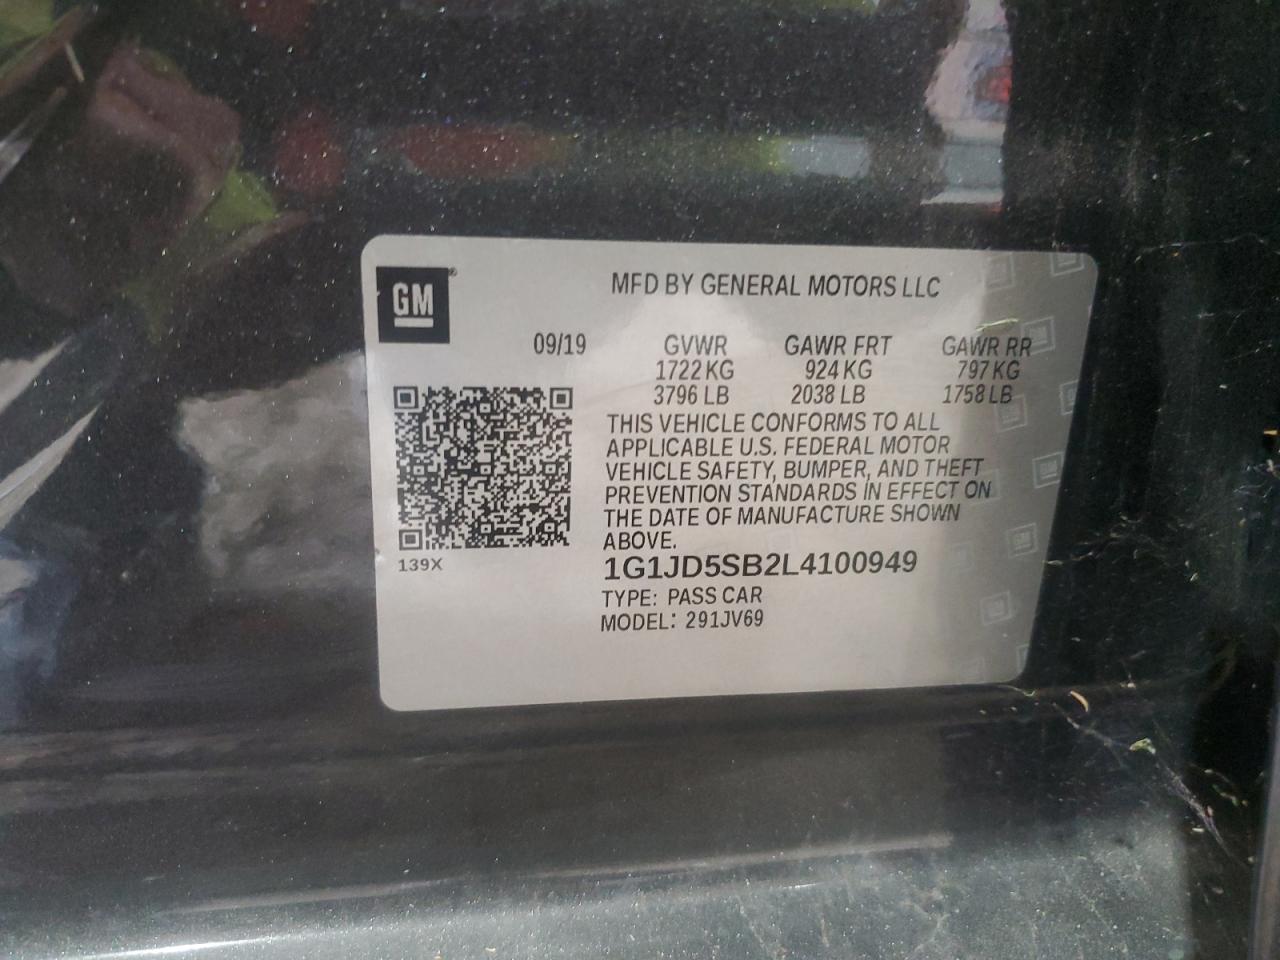 GM
®
MFD BY GENERAL MOTORS LLC
09/19 GVWR GAWR FRT GAWR RR
1722 KG 924 KG 797 KG
3796 LB 2038 LB 1758 LB
THIS VEHICLE CONFORMS TO ALL
APPLICABLE U.S. FEDERAL MOTOR
VEHICLE SAFETY, BUMPER, AND THEFT
PREVENTION STANDARDS IN EFFECT ON
THE DATE OF MANUFACTURE SHOWN
ABOVE.
139X
1G1JD5SB2L4100949
TYPE: PASS CAR
MODEL: 291JV69